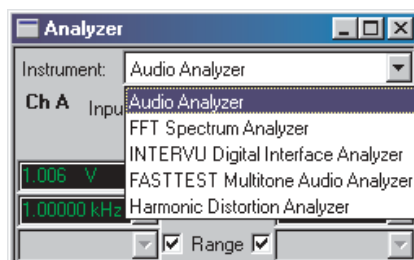 Analyzer
Instrument: Audio Analyzer
Ch A Inpu
Audio Analyzer
FFT Spectrum Analyzer
INTERVU Digital Interface Analyzer
1.006 V FASTTEST Multitone Audio Analyzer
1.00000 kHz Harmonic Distortion Analyzer
Range